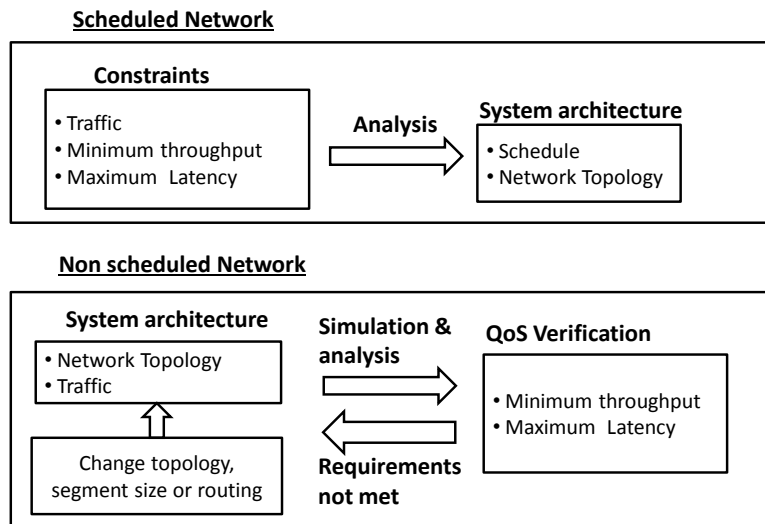 Scheduled Network
Constraints
• Traffic
• Minimum throughput
• Maximum Latency
Analysis
System architecture
• Schedule
• Network Topology
Non scheduled Network
System architecture
• Network Topology
• Traffic
Change topology,
segment size or routing
Simulation &
analysis
Requirements
not met
QoS Verification
• Minimum throughput
• Maximum Latency